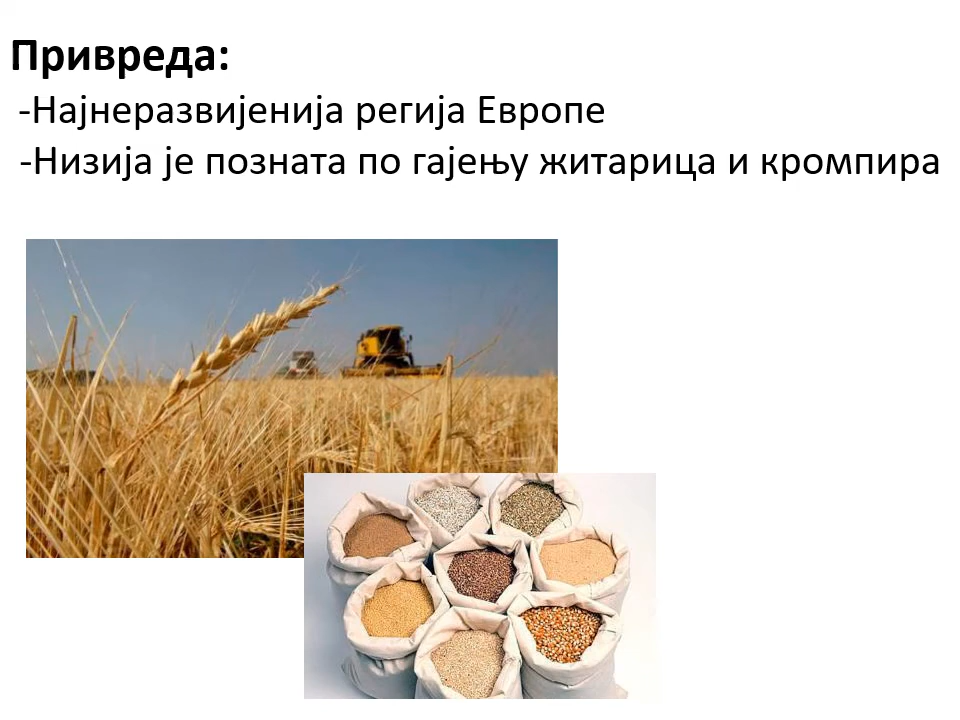 Привреда:
-Најнеразвијенија регија Европе
-Низија је позната по гајењу житарица и кромпира